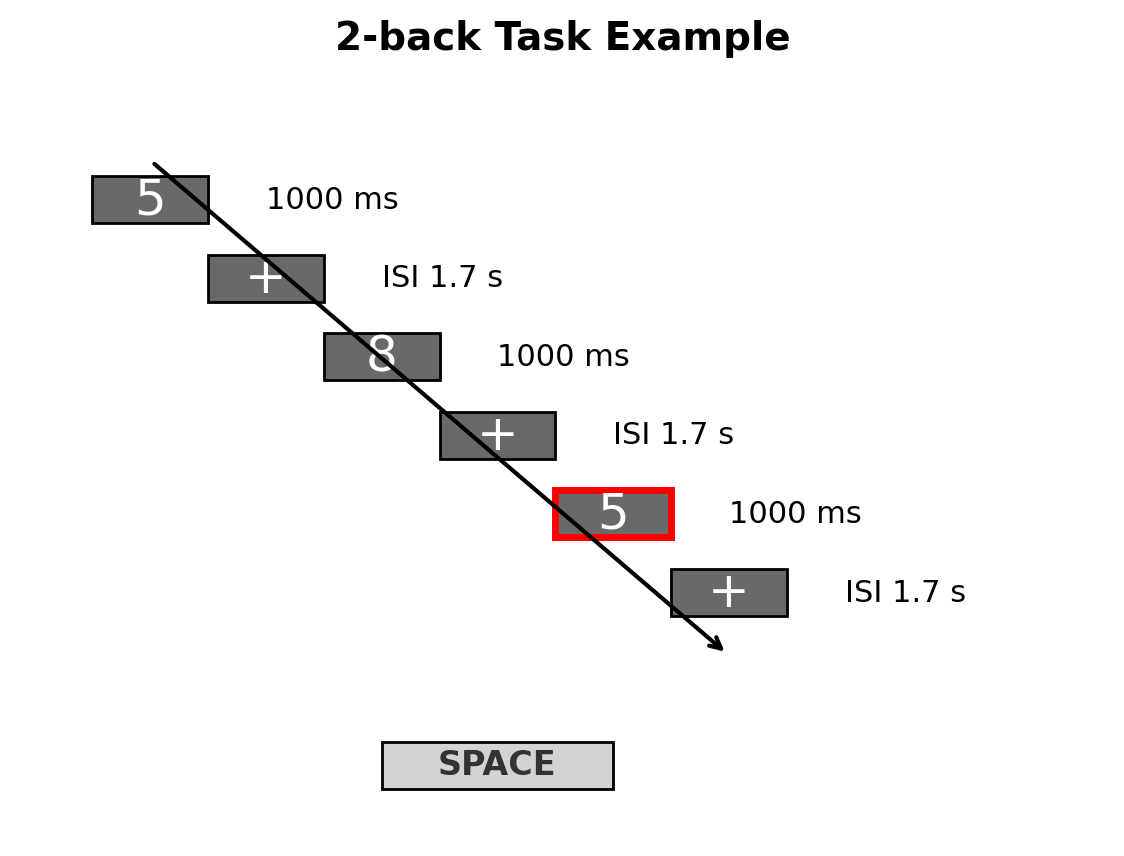 2-back Task Example
5 1000 ms
+ ISI 1.7 s
8 1000 ms
+ ISI 1.7 s
5 1000 ms
+ ISI 1.7 s
SPACE